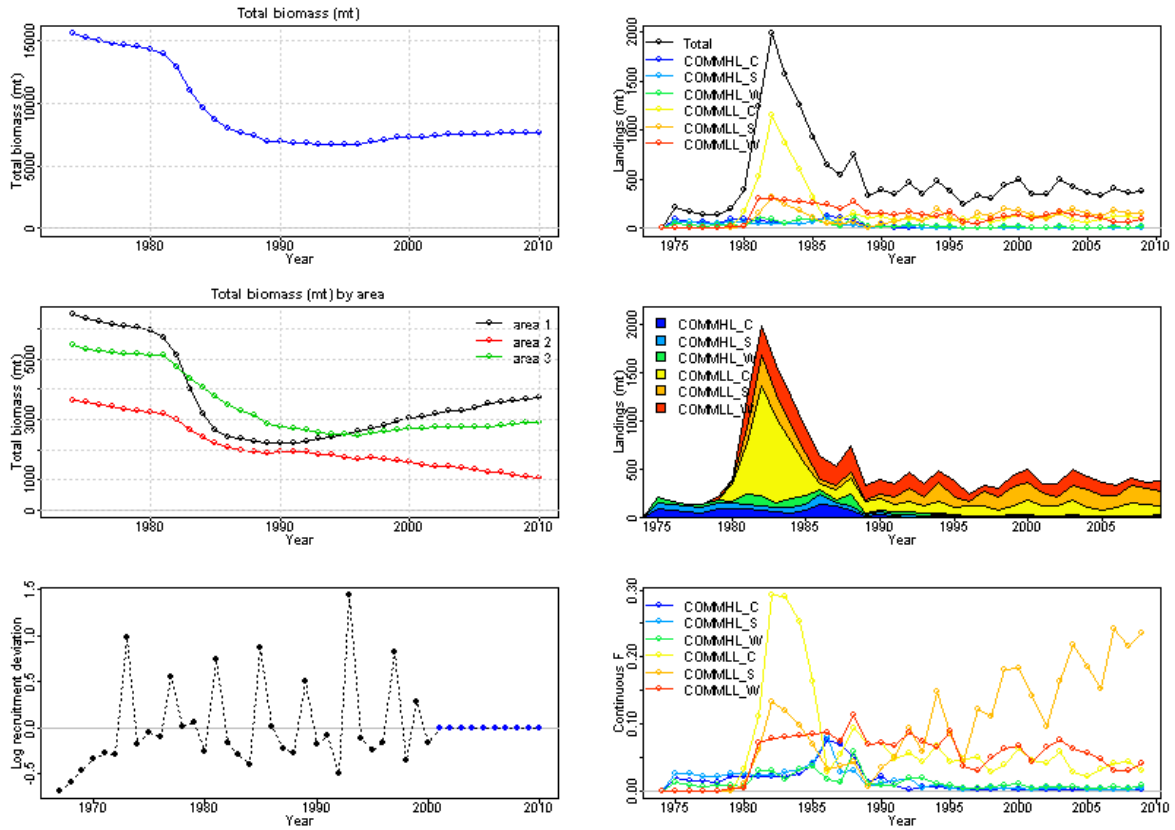 Total biomass (mt)
Total biomass (mt)
15000
10000
5000
0
1980
1990
2000
2010
Year
Landings (mt)
2000
1500
1000
500
0
Total
COMMHL_C
COMMHL_S
COMMHL_W
COMMLL_C
COMMLL_S
COMMLL_W
1975
1980
1985
1990
1995
2000
2005
2010
Year
Total biomass (mt) by area
Total biomass (mt)
1000
0
area 1
area 2
area 3
1980
1990
2000
2010
Year
Landings (mt)
2000
1500
1000
500
0
COMMHL_C
COMMHL_S
COMMHL_W
COMMLL_C
COMMLL_S
COMMLL_W
1975
1980
1985
1990
1995
2000
2005
Year
Log recruitment deviation
1.5
1.0
0.5
0.0
-0.5
1970
1980
1990
2000
2010
Year
Continuous F
0.30
0.20
0.10
0.00
COMMHL_C
COMMHL_S
COMMHL_W
COMMLL_C
COMMLL_S
COMMLL_W
1975
1980
1985
1990
1995
2000
2005
2010
Year